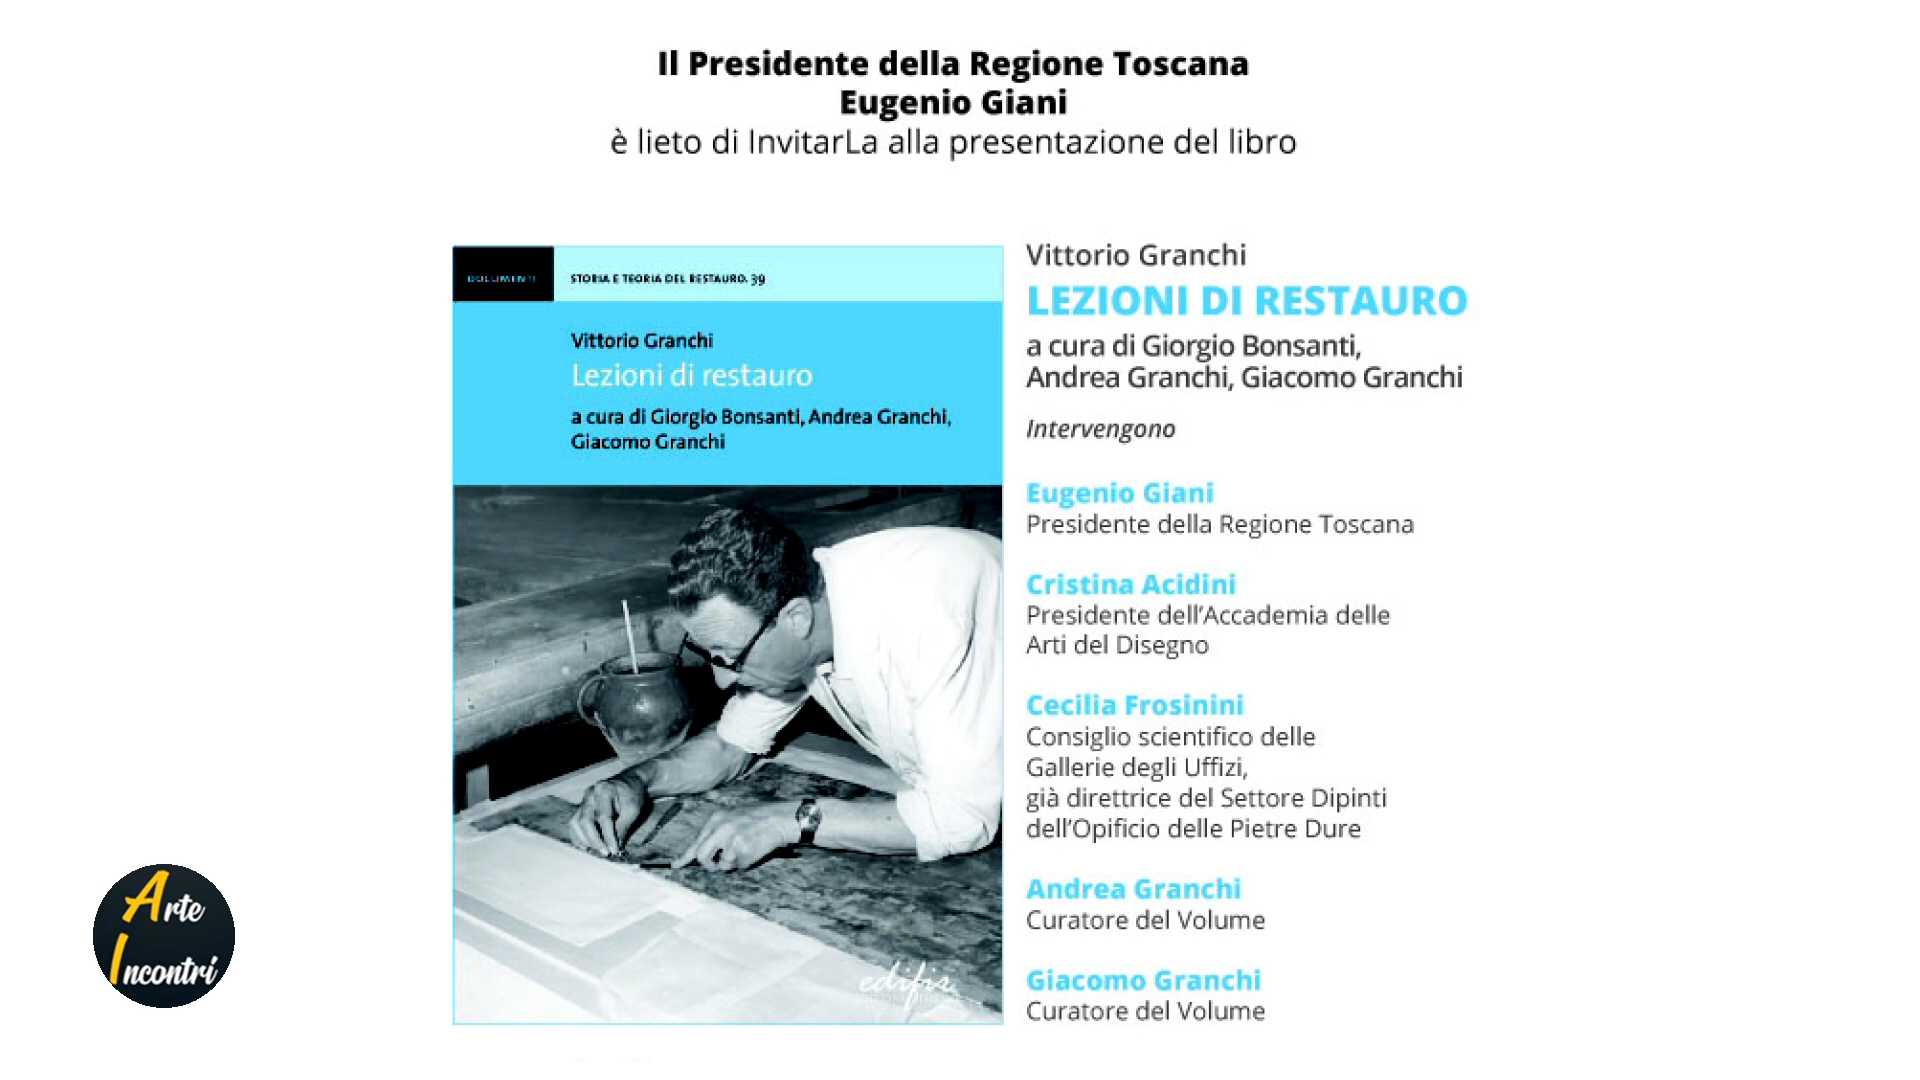 Il Presidente della Regione Toscana
Eugenio Giani
è lieto di InvitarLa alla presentazione del libro
DOCUMENTI
STORIA E TEORIA DEL RESTAURO. 39
Vittorio Granchi
Lezioni di restauro
a cura di Giorgio Bonsanti, Andrea Granchi,
Giacomo Granchi
edifir
Vittorio Granchi
LEZIONI DI RESTAURO
a cura di Giorgio Bonsanti,
Andrea Granchi, Giacomo Granchi
Intervengono
Eugenio Giani
Presidente della Regione Toscana
Cristina Acidini
Presidente dell’Accademia delle
Arti del Disegno
Cecilia Frosinini
Consiglio scientifico delle
Gallerie degli Uffizi,
già direttrice del Settore Dipinti
dell’Opificio delle Pietre Dure
Andrea Granchi
Curatore del Volume
Giacomo Granchi
Curatore del Volume
Arte
Incontri